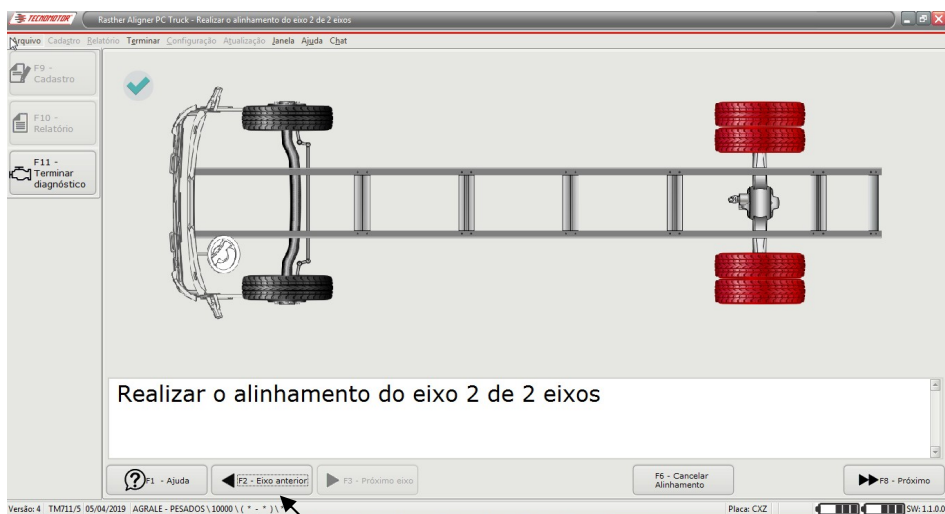 TECNOMOTOR Rasther Aligner PC Truck - Realizar o alinhamento do eixo 2 de 2 eixos
Arquivo Cadastro Relatório Terminar Configuração Atualização Janela Ajuda Chat
F9 -
Cadastro
F10 -
Relatório
F11 -
Terminar
diagnóstico
Realizar o alinhamento do eixo 2 de 2 eixos
F1 - Ajuda
F2 - Eixo anterior
F3 - Próximo eixo
F6 - Cancelar
Alinhamento
F8 - Próximo
Versão: 4 TM711/5 05/04/2019 AGRALE - PESADOS \ 10000 \ ( * - * ) \ * Placa: CXZ SW: 1.1.0.0